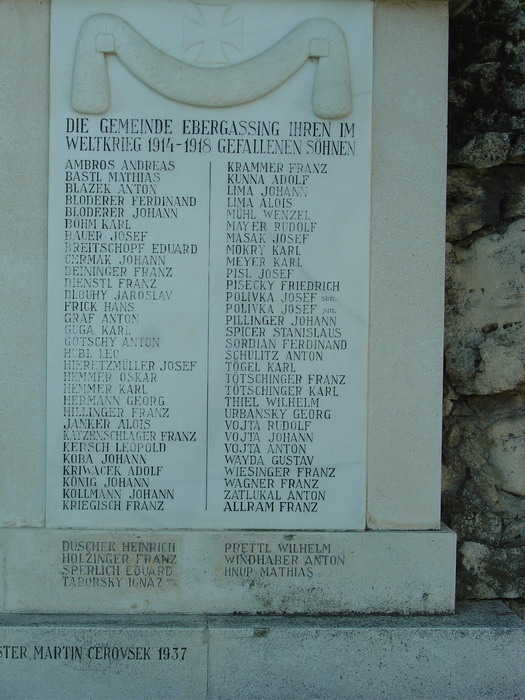 DIE GEMEINDE EBERGASSING IHREN IM
WELTKRIEG 1914-1918 GEFALLENEN SÖHNEN
AMBROS ANDREAS
BASTL MATHIAS
BLAZEK ANTON
BLODERER FERDINAND
BLODERER JOHANN
BÖHM KARL
BAUER JOSEF
BREITSCHOPF EDUARD
CERMAK JOHANN
DEININGER FRANZ
DIENSTL FRANZ
DLOUHY JAROSLAV
FRICK HANS
GRAF ANTON
GUGA KARL
GOTSCHY ANTON
HÜBL LEO
HIERETZMÜLLER JOSEF
HEMMER OSKAR
HEMMER KARL
HERMANN GEORG
HILLINGER FRANZ
JANKER ALOIS
KATZENSCHLAGER FRANZ
KERSCH LEOPOLD
KOBA JOHANN
KRIWACEK ADOLF
KÖNIG JOHANN
KOLLMANN JOHANN
KRIEGISCH FRANZ
KRAMMER FRANZ
KUNNA ADOLF
LIMA JOHANN
LIMA ALOIS
MÜHL WENZEL
MAYER RUDOLF
MASAK JOSEF
MOKRY KARL
MEYER KARL
PISL JOSEF
PISECKY FRIEDRICH
POLIVKA JOSEF sen.
POLIVKA JOSEF jun.
PILLINGER JOHANN
SPICER STANISLAUS
SORDIAN FERDINAND
SCHULITZ ANTON
TÖGEL KARL
TÖTSCHINGER FRANZ
TÖTSCHINGER KARL
THIEL WILHELM
URBANSKY GEORG
VOJTA RUDOLF
VOJTA JOHANN
VOJTA ANTON
WAYDA GUSTAV
WIESINGER FRANZ
WAGNER FRANZ
ZATLUKAL ANTON
ALLRAM FRANZ
DUSCHEK HEINRICH
HOLZINGER FRANZ
SPERLICH EDUARD
TABORSKY IGNAZ
PRETTL WILHELM
WINDHABER ANTON
HNUP MATHIAS
STER MARTIN CEROVSEK 1937